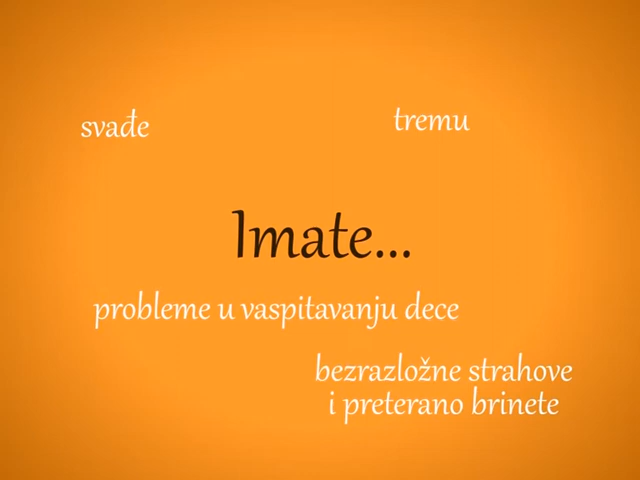 svađe
tremu
Imate...
probleme u vaspitavanju dece
bezrazložne strahove
i preterano brinete